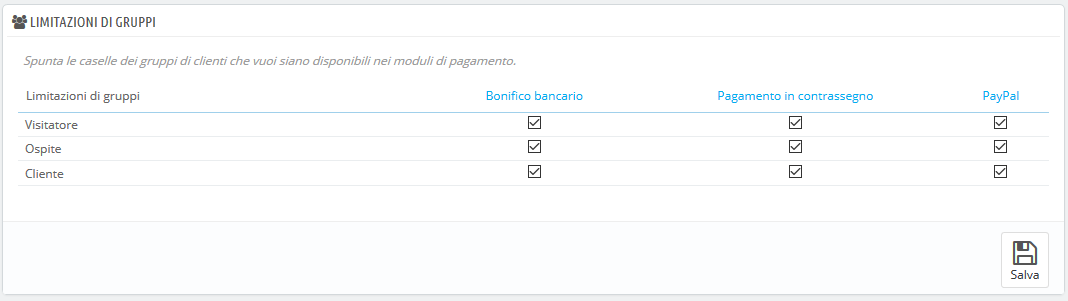 LIMITAZIONI DI GRUPPI
Spunta le caselle dei gruppi di clienti che vuoi siano disponibili nei moduli di pagamento.
Limitazioni di gruppi Bonifico bancario Pagamento in contrassegno PayPal
Visitatore
Ospite
Cliente
Salva